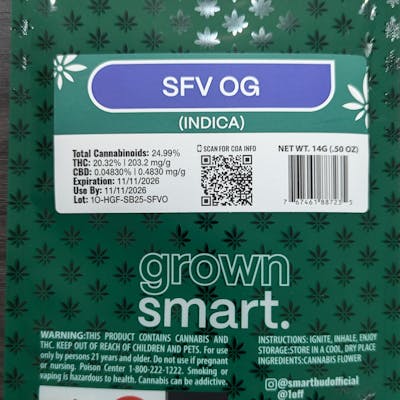 SFV OG
(INDICA)
Total Cannabinoids: 24.99%
THC: 20.32% | 203.2 mg/g
CBD: 0.04830% | 0.4830 mg/g
Expiration: 11/11/2026
Use By: 11/11/2026
Lot: 1O-HGF-SB25-SFVO
SCAN FOR COA INFO
NET WT. 14G (.50 OZ)
7 67461 88723 5
grown
smart.
WARNING:THIS PRODUCT CONTAINS CANNABIS AND
THC. KEEP OUT OF REACH OF CHILDREN AND PETS. For use
only by persons 21 years and older. Do not use if pregnant
or nursing. Poison Center 1-800-222-1222. Smoking or
vaping is hazardous to health. Cannabis can be addictive.
INSTRUCTIONS: IGNITE, INHALE, ENJOY
STORAGE:STORE IN A COOL, DRY PLACE
INGREDIENTS:CANNABIS FLOWER
@smartbudofficial
@1off